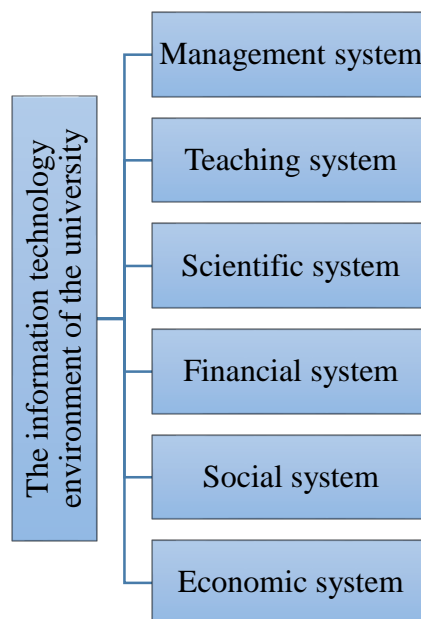 The information technology
environment of the university
Management system
Teaching system
Scientific system
Financial system
Social system
Economic system